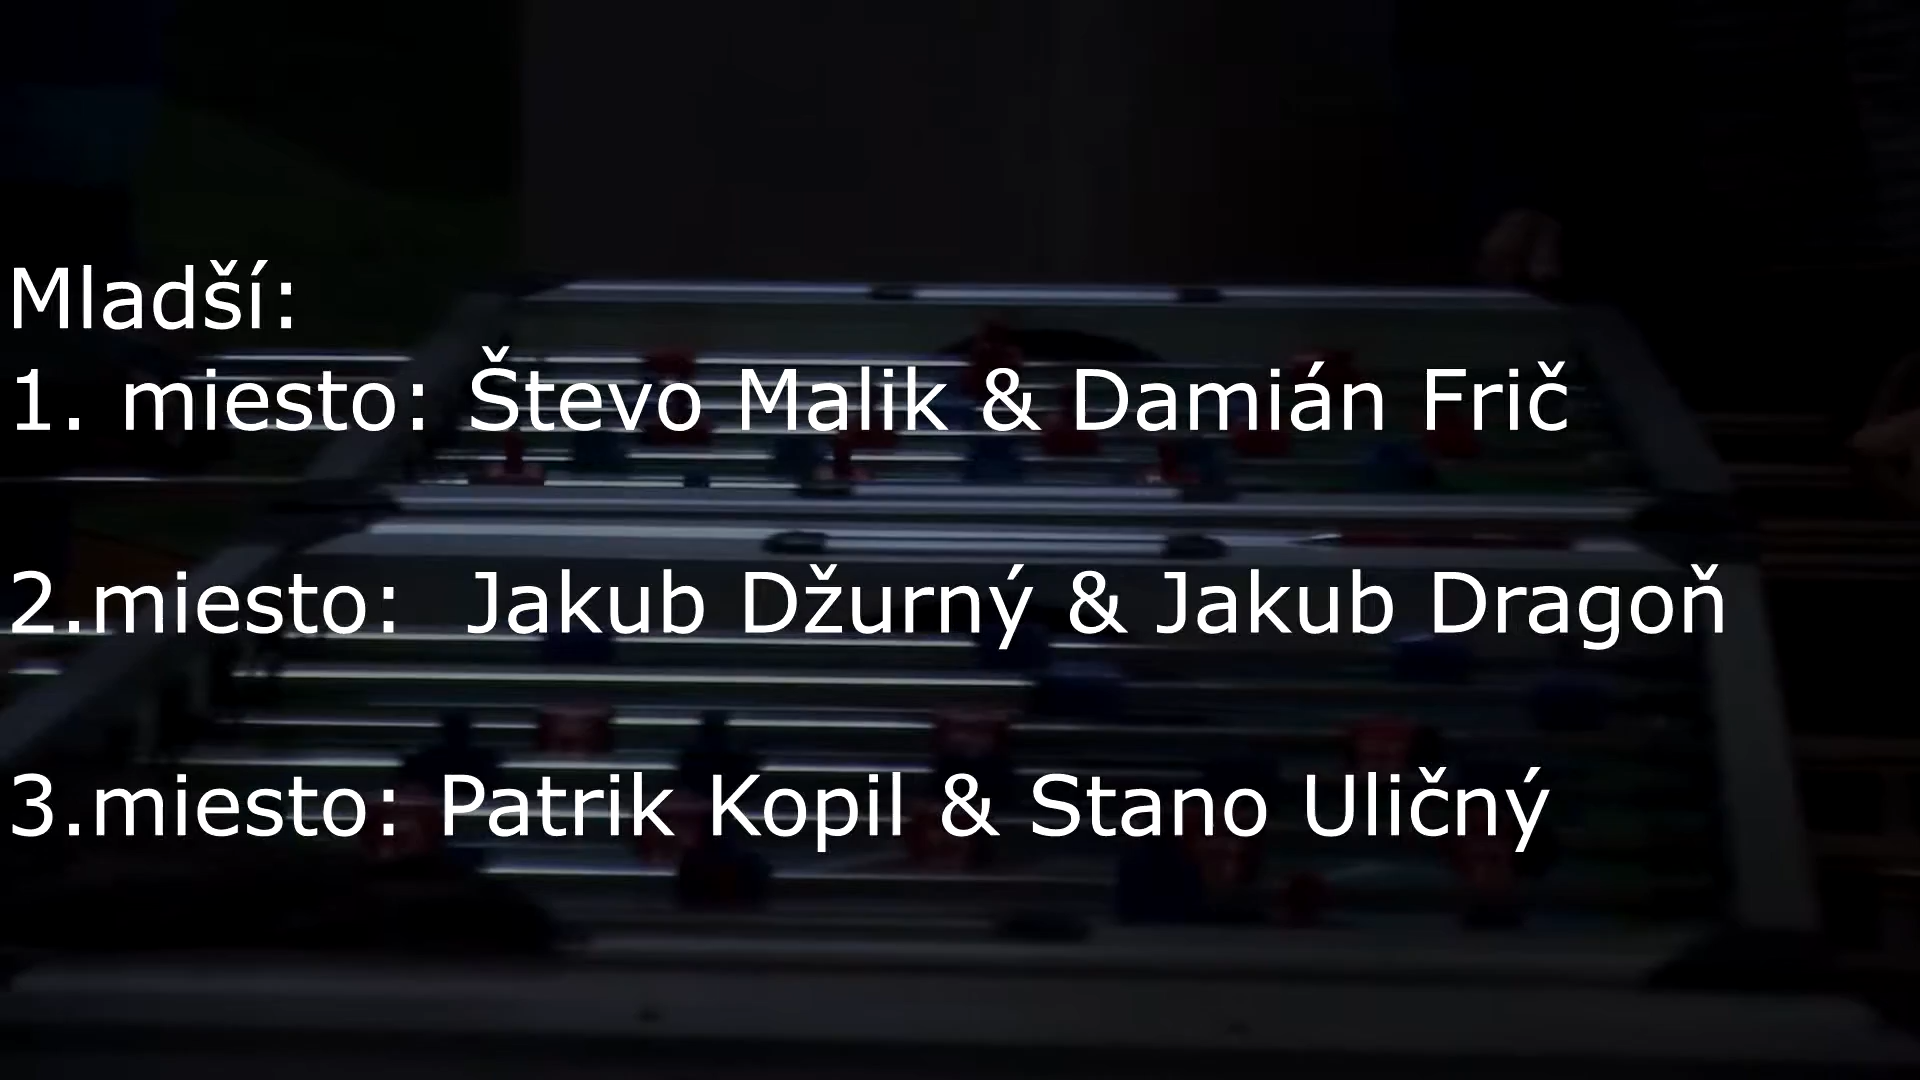 Mladší:
1. miesto: Števo Malik & Damián Frič
2.miesto:  Jakub Džurný & Jakub Dragoň
3.miesto: Patrik Kopil & Stano Uličný